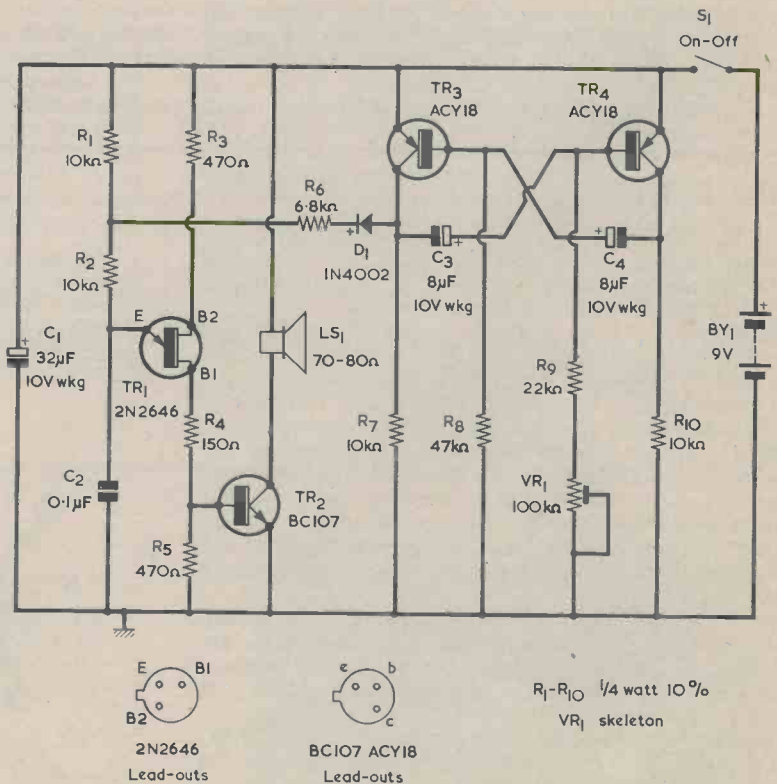 S1
On-Off
TR3
ACY18
TR4
ACY18
R1
10kΩ
R3
470Ω
R6
6·8kΩ
R2
10kΩ
+
D1
1N4002
+
C3
8µF
10V wkg
+
C4
8µF
10V wkg
E
B2
B1
TR1
2N2646
LS1
70-80Ω
+
C1
32µF
10V wkg
+
BY1
9V
R4
150Ω
R7
10kΩ
R8
47kΩ
R9
22kΩ
R10
10kΩ
C2
0·1µF
TR2
BC107
VR1
100kΩ
R5
470Ω
E
B1
B2
2N2646
Lead-outs
e
b
c
BC107 ACY18
Lead-outs
R1-R10 1/4 watt 10%
VR1 skeleton